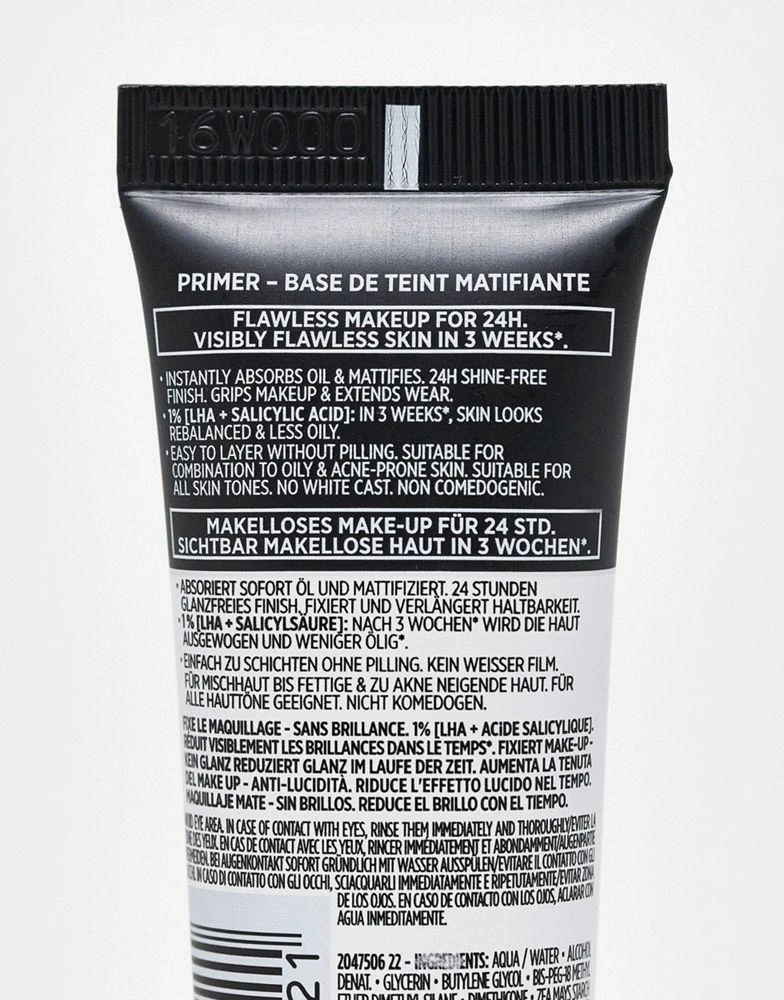 16W000
PRIMER – BASE DE TEINT MATIFIANTE
FLAWLESS MAKEUP FOR 24H.
VISIBLY FLAWLESS SKIN IN 3 WEEKS*.
• INSTANTLY ABSORBS OIL & MATTIFIES. 24H SHINE-FREE
FINISH. GRIPS MAKEUP & EXTENDS WEAR.
• 1% [LHA + SALICYLIC ACID]: IN 3 WEEKS*, SKIN LOOKS
REBALANCED & LESS OILY.
• EASY TO LAYER WITHOUT PILLING. SUITABLE FOR
COMBINATION TO OILY & ACNE-PRONE SKIN. SUITABLE FOR
ALL SKIN TONES. NO WHITE CAST. NON COMEDOGENIC.
MAKELLOSES MAKE-UP FÜR 24 STD.
SICHTBAR MAKELLOSE HAUT IN 3 WOCHEN*.
• ABSORIERT SOFORT ÖL UND MATTIFIZIERT. 24 STUNDEN
GLANZFREIES FINISH. FIXIERT UND VERLÄNGERT HALTBARKEIT.
• 1% [LHA + SALICYLSÄURE]: NACH 3 WOCHEN* WIRD DIE HAUT
AUSGEWOGEN UND WENIGER ÖLIG*.
• EINFACH ZU SCHICHTEN OHNE PILLING. KEIN WEISSER FILM.
FÜR MISCHHAUT BIS FETTIGE & ZU AKNE NEIGENDE HAUT. FÜR
ALLE HAUTTÖNE GEEIGNET. NICHT KOMEDOGEN.
FIXE LE MAQUILLAGE - SANS BRILLANCE. 1% [LHA + ACIDE SALICYLIQUE].
RÉDUIT VISIBLEMENT LES BRILLANCES DANS LE TEMPS*. FIXIERT MAKE-UP -
KEIN GLANZ REDUZIERT GLANZ IM LAUFE DER ZEIT. AUMENTA LA TENUTA
DEL MAKE UP - ANTI-LUCIDITÀ. RIDUCE L'EFFETTO LUCIDO NEL TEMPO.
MAQUILLAJE MATE - SIN BRILLOS. REDUCE EL BRILLO CON EL TIEMPO.
EYE AREA. IN CASE OF CONTACT WITH EYES, RINSE THEM IMMEDIATELY AND THOROUGHLY/EVITER LA
DES YEUX. EN CAS DE CONTACT AVEC LES YEUX, RINCER IMMÉDIATEMENT ET ABONDAMMENT/AUGENPARTIE
BEI AUGENKONTAKT SOFORT GRÜNDLICH MIT WASSER AUSSPÜLEN/EVITARE IL CONTATTO CON GLI
IN CASO DI CONTATTO CON GLI OCCHI, SCIACQUARLI IMMEDIATAMENTE E RIPETUTAMENTE/EVITAR ZONA
DE LOS OJOS. EN CASO DE CONTACTO CON LOS OJOS, ACLARAR CON
AGUA INMEDIATAMENTE.
2047506 22 - INGREDIENTS: AQUA / WATER • ALCOHOL
DENAT. • GLYCERIN • BUTYLENE GLYCOL • BIS-PEG-18 METHYL
ETHER DIMETHYL SILANE • DIMETHICONE • ZEA MAYS STARCH
21